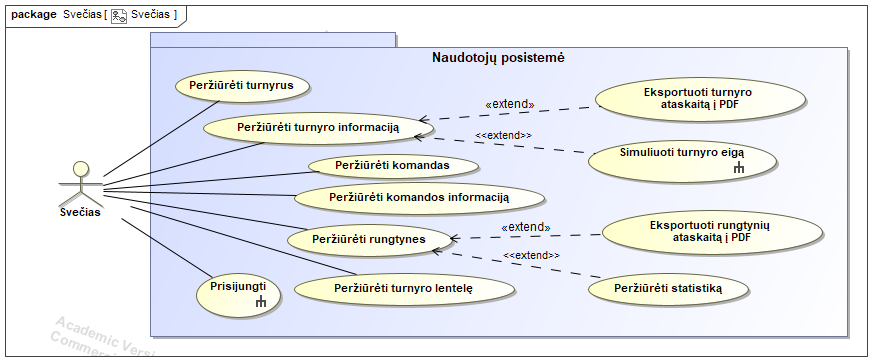 package Svečias [ Svečias ]
Naudotojų posistemė
Peržiūrėti turnyrus
Eksportuoti turnyro
ataskaitą į PDF
«extend»
Peržiūrėti turnyro informaciją
<<extend>>
Simuliuoti turnyro eigą
Peržiūrėti komandas
Peržiūrėti komandos informaciją
Svečias
Eksportuoti rungtynių
ataskaitą į PDF
«extend»
Peržiūrėti rungtynes
<<extend>>
Prisijungti
Peržiūrėti turnyro lentelę
Peržiūrėti statistiką
Academic Versi
Commerci